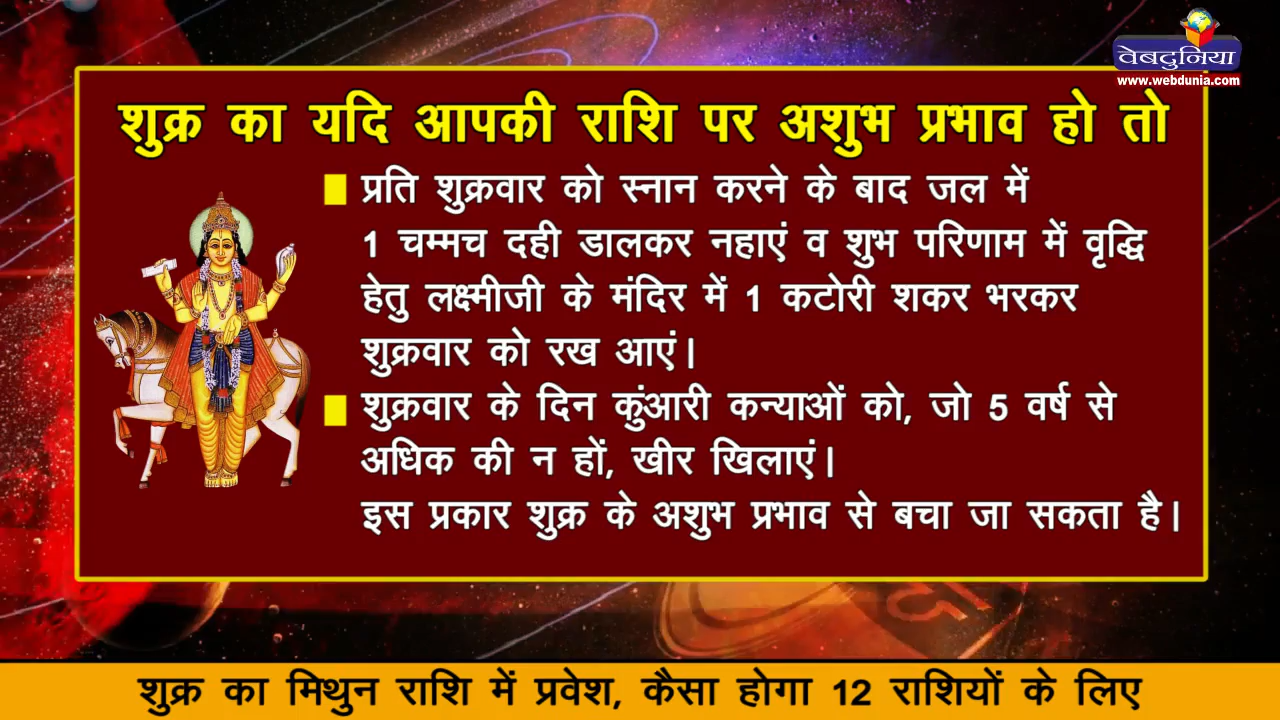 वेबदुनिया
www.webdunia.com
शुक्र का यदि आपकी राशि पर अशुभ प्रभाव हो तो
प्रति शुक्रवार को स्नान करने के बाद जल में
1 चम्मच दही डालकर नहाएं व शुभ परिणाम में वृद्धि
हेतु लक्ष्मीजी के मंदिर में 1 कटोरी शकर भरकर
शुक्रवार को रख आएं।
शुक्रवार के दिन कुंआरी कन्याओं को, जो 5 वर्ष से
अधिक की न हों, खीर खिलाएं।
इस प्रकार शुक्र के अशुभ प्रभाव से बचा जा सकता है।
शुक्र का मिथुन राशि में प्रवेश, कैसा होगा 12 राशियों के लिए